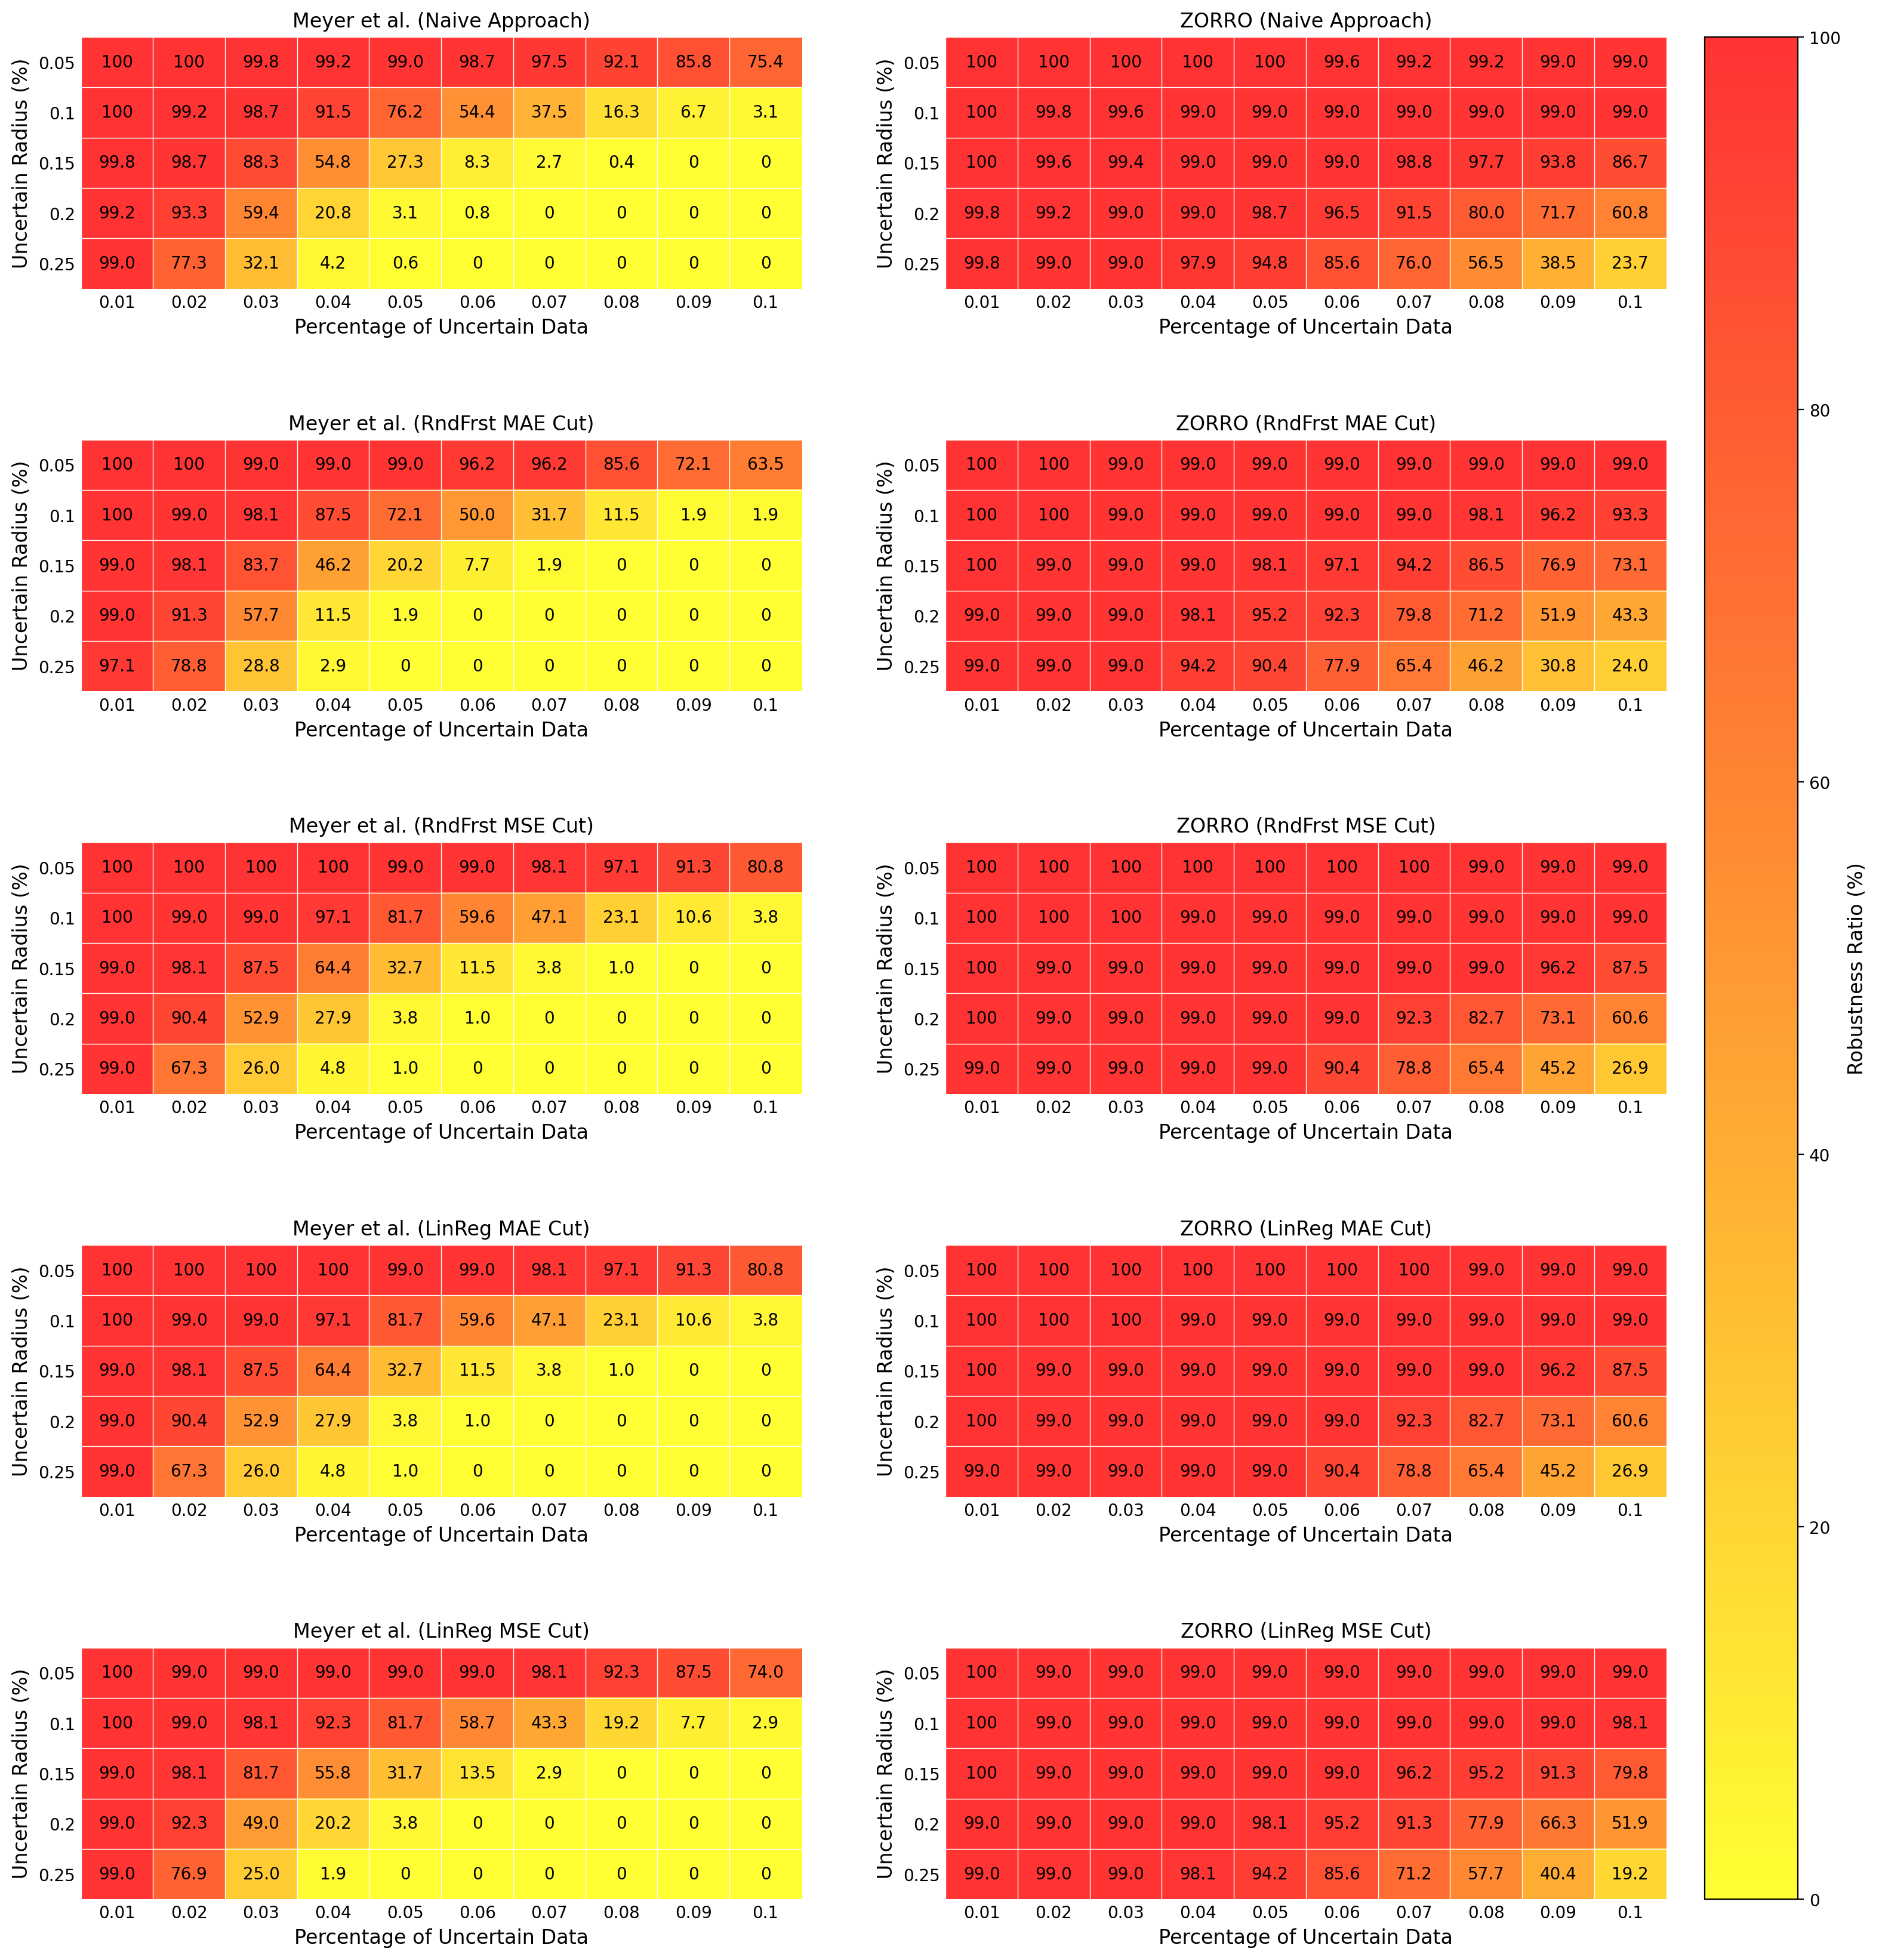 Meyer et al. (Naive Approach)
Uncertain Radius (%)
0.05 100 100 99.8 99.2 99.0 98.7 97.5 92.1 85.8 75.4
0.1 100 99.2 98.7 91.5 76.2 54.4 37.5 16.3 6.7 3.1
0.15 99.8 98.7 88.3 54.8 27.3 8.3 2.7 0.4 0 0
0.2 99.2 93.3 59.4 20.8 3.1 0.8 0 0 0 0
0.25 99.0 77.3 32.1 4.2 0.6 0 0 0 0 0
0.01 0.02 0.03 0.04 0.05 0.06 0.07 0.08 0.09 0.1
Percentage of Uncertain Data
ZORRO (Naive Approach)
Uncertain Radius (%)
0.05 100 100 100 100 100 99.6 99.2 99.2 99.0 99.0
0.1 100 99.8 99.6 99.0 99.0 99.0 99.0 99.0 99.0 99.0
0.15 100 99.6 99.4 99.0 99.0 99.0 98.8 97.7 93.8 86.7
0.2 99.8 99.2 99.0 99.0 98.7 96.5 91.5 80.0 71.7 60.8
0.25 99.8 99.0 99.0 97.9 94.8 85.6 76.0 56.5 38.5 23.7
0.01 0.02 0.03 0.04 0.05 0.06 0.07 0.08 0.09 0.1
Percentage of Uncertain Data
Meyer et al. (RndFrst MAE Cut)
Uncertain Radius (%)
0.05 100 100 99.0 99.0 99.0 96.2 96.2 85.6 72.1 63.5
0.1 100 99.0 98.1 87.5 72.1 50.0 31.7 11.5 1.9 1.9
0.15 99.0 98.1 83.7 46.2 20.2 7.7 1.9 0 0 0
0.2 99.0 91.3 57.7 11.5 1.9 0 0 0 0 0
0.25 97.1 78.8 28.8 2.9 0 0 0 0 0 0
0.01 0.02 0.03 0.04 0.05 0.06 0.07 0.08 0.09 0.1
Percentage of Uncertain Data
ZORRO (RndFrst MAE Cut)
Uncertain Radius (%)
0.05 100 100 99.0 99.0 99.0 99.0 99.0 99.0 99.0 99.0
0.1 100 100 99.0 99.0 99.0 99.0 99.0 98.1 96.2 93.3
0.15 100 99.0 99.0 99.0 98.1 97.1 94.2 86.5 76.9 73.1
0.2 99.0 99.0 99.0 98.1 95.2 92.3 79.8 71.2 51.9 43.3
0.25 99.0 99.0 99.0 94.2 90.4 77.9 65.4 46.2 30.8 24.0
0.01 0.02 0.03 0.04 0.05 0.06 0.07 0.08 0.09 0.1
Percentage of Uncertain Data
Meyer et al. (RndFrst MSE Cut)
Uncertain Radius (%)
0.05 100 100 100 100 99.0 99.0 98.1 97.1 91.3 80.8
0.1 100 99.0 99.0 97.1 81.7 59.6 47.1 23.1 10.6 3.8
0.15 99.0 98.1 87.5 64.4 32.7 11.5 3.8 1.0 0 0
0.2 99.0 90.4 52.9 27.9 3.8 1.0 0 0 0 0
0.25 99.0 67.3 26.0 4.8 1.0 0 0 0 0 0
0.01 0.02 0.03 0.04 0.05 0.06 0.07 0.08 0.09 0.1
Percentage of Uncertain Data
ZORRO (RndFrst MSE Cut)
Uncertain Radius (%)
0.05 100 100 100 100 100 100 100 99.0 99.0 99.0
0.1 100 100 100 99.0 99.0 99.0 99.0 99.0 99.0 99.0
0.15 100 99.0 99.0 99.0 99.0 99.0 99.0 99.0 96.2 87.5
0.2 100 99.0 99.0 99.0 99.0 99.0 92.3 82.7 73.1 60.6
0.25 99.0 99.0 99.0 99.0 99.0 90.4 78.8 65.4 45.2 26.9
0.01 0.02 0.03 0.04 0.05 0.06 0.07 0.08 0.09 0.1
Percentage of Uncertain Data
Meyer et al. (LinReg MAE Cut)
Uncertain Radius (%)
0.05 100 100 100 100 99.0 99.0 98.1 97.1 91.3 80.8
0.1 100 99.0 99.0 97.1 81.7 59.6 47.1 23.1 10.6 3.8
0.15 99.0 98.1 87.5 64.4 32.7 11.5 3.8 1.0 0 0
0.2 99.0 90.4 52.9 27.9 3.8 1.0 0 0 0 0
0.25 99.0 67.3 26.0 4.8 1.0 0 0 0 0 0
0.01 0.02 0.03 0.04 0.05 0.06 0.07 0.08 0.09 0.1
Percentage of Uncertain Data
ZORRO (LinReg MAE Cut)
Uncertain Radius (%)
0.05 100 100 100 100 100 100 100 99.0 99.0 99.0
0.1 100 100 100 99.0 99.0 99.0 99.0 99.0 99.0 99.0
0.15 100 99.0 99.0 99.0 99.0 99.0 99.0 99.0 96.2 87.5
0.2 100 99.0 99.0 99.0 99.0 99.0 92.3 82.7 73.1 60.6
0.25 99.0 99.0 99.0 99.0 99.0 90.4 78.8 65.4 45.2 26.9
0.01 0.02 0.03 0.04 0.05 0.06 0.07 0.08 0.09 0.1
Percentage of Uncertain Data
Meyer et al. (LinReg MSE Cut)
Uncertain Radius (%)
0.05 100 99.0 99.0 99.0 99.0 99.0 98.1 92.3 87.5 74.0
0.1 100 99.0 98.1 92.3 81.7 58.7 43.3 19.2 7.7 2.9
0.15 99.0 98.1 81.7 55.8 31.7 13.5 2.9 0 0 0
0.2 99.0 92.3 49.0 20.2 3.8 0 0 0 0 0
0.25 99.0 76.9 25.0 1.9 0 0 0 0 0 0
0.01 0.02 0.03 0.04 0.05 0.06 0.07 0.08 0.09 0.1
Percentage of Uncertain Data
ZORRO (LinReg MSE Cut)
Uncertain Radius (%)
0.05 100 99.0 99.0 99.0 99.0 99.0 99.0 99.0 99.0 99.0
0.1 100 99.0 99.0 99.0 99.0 99.0 99.0 99.0 99.0 98.1
0.15 100 99.0 99.0 99.0 99.0 99.0 96.2 95.2 91.3 79.8
0.2 99.0 99.0 99.0 99.0 98.1 95.2 91.3 77.9 66.3 51.9
0.25 99.0 99.0 99.0 98.1 94.2 85.6 71.2 57.7 40.4 19.2
0.01 0.02 0.03 0.04 0.05 0.06 0.07 0.08 0.09 0.1
Percentage of Uncertain Data
100
80
60
40
20
0
Robustness Ratio (%)